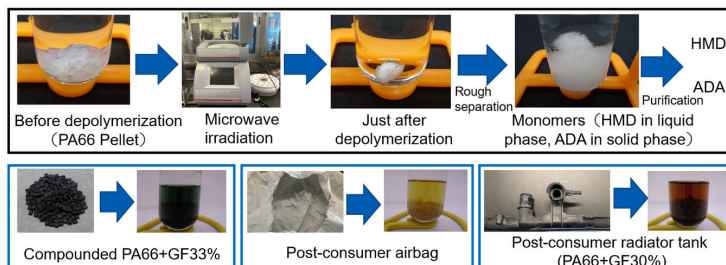 HMD
ADA
Before depolymerization
(PA66 Pellet)
Microwave
irradiation
Just after
depolymerization
Rough
separation
Monomers（HMD in liquid
phase, ADA in solid phase）
Purification
Compounded PA66+GF33%
Post-consumer airbag
Post-consumer radiator tank
(PA66+GF30%)